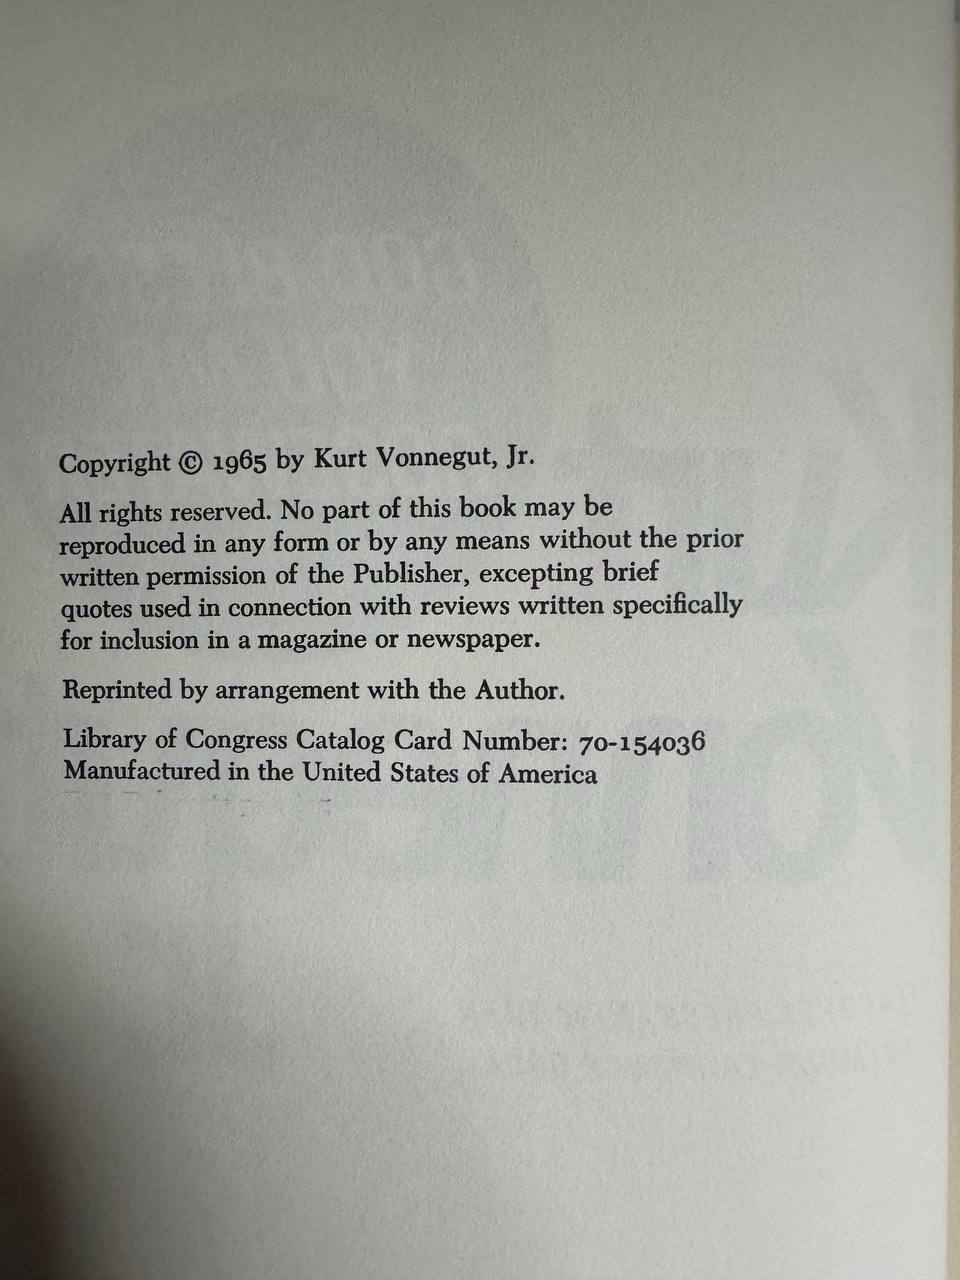 Copyright © 1965 by Kurt Vonnegut, Jr.
All rights reserved. No part of this book may be
reproduced in any form or by any means without the prior
written permission of the Publisher, excepting brief
quotes used in connection with reviews written specifically
for inclusion in a magazine or newspaper.
Reprinted by arrangement with the Author.
Library of Congress Catalog Card Number: 70-154036
Manufactured in the United States of America